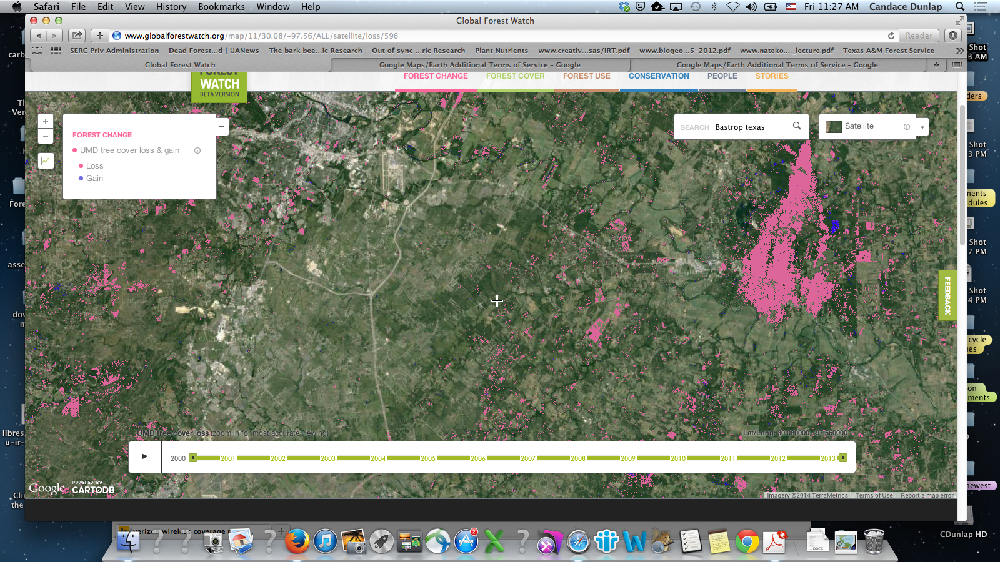 Safari File Edit View History Bookmarks Window Help
Fri 11:27 AM Candace Dunlap
Global Forest Watch
www.globalforestwatch.org/map/11/30.08/-97.56/ALL/satellite/loss/596
Reader
SERC Priv Administration Dead Forest...d | UANews The bark bee...ic Research Out of sync ...ric Research Plant Nutrients www.creativ...sas/IRT.pdf www.biogeo...5-2012.pdf www.nateko..._lecture.pdf Texas A&M Forest Service
Global Forest Watch
Google Maps/Earth Additional Terms of Service - Google
Google Maps/Earth Additional Terms of Service - Google
FOREST
WATCH
BETA VERSION
FOREST CHANGE FOREST COVER FOREST USE CONSERVATION PEOPLE STORIES
FOREST CHANGE
UMD tree cover loss & gain
Loss
Gain
SEARCH Bastrop texas
Satellite
FEEDBACK
UMD tree cover loss (zoom in for most accurate viewing)
Lat/Long: 30.080000, -97.560000
2000 2001 2002 2003 2004 2005 2006 2007 2008 2009 2010 2011 2012 2013
Google
POWERED BY
CARTODB
Imagery ©2014 TerraMetrics Terms of Use Report a map error
carb
Th
Ver
Fore
asse
dov
m
libres
u-ir-
Cli
the
Shot
3 AM
ders
Shot
3 PM
ments
dules
Shot
7 PM
Shot
4 PM
cycle
ges
on
ments
newest
CDunlap HD
verizon wireless coverage
2
DOCX